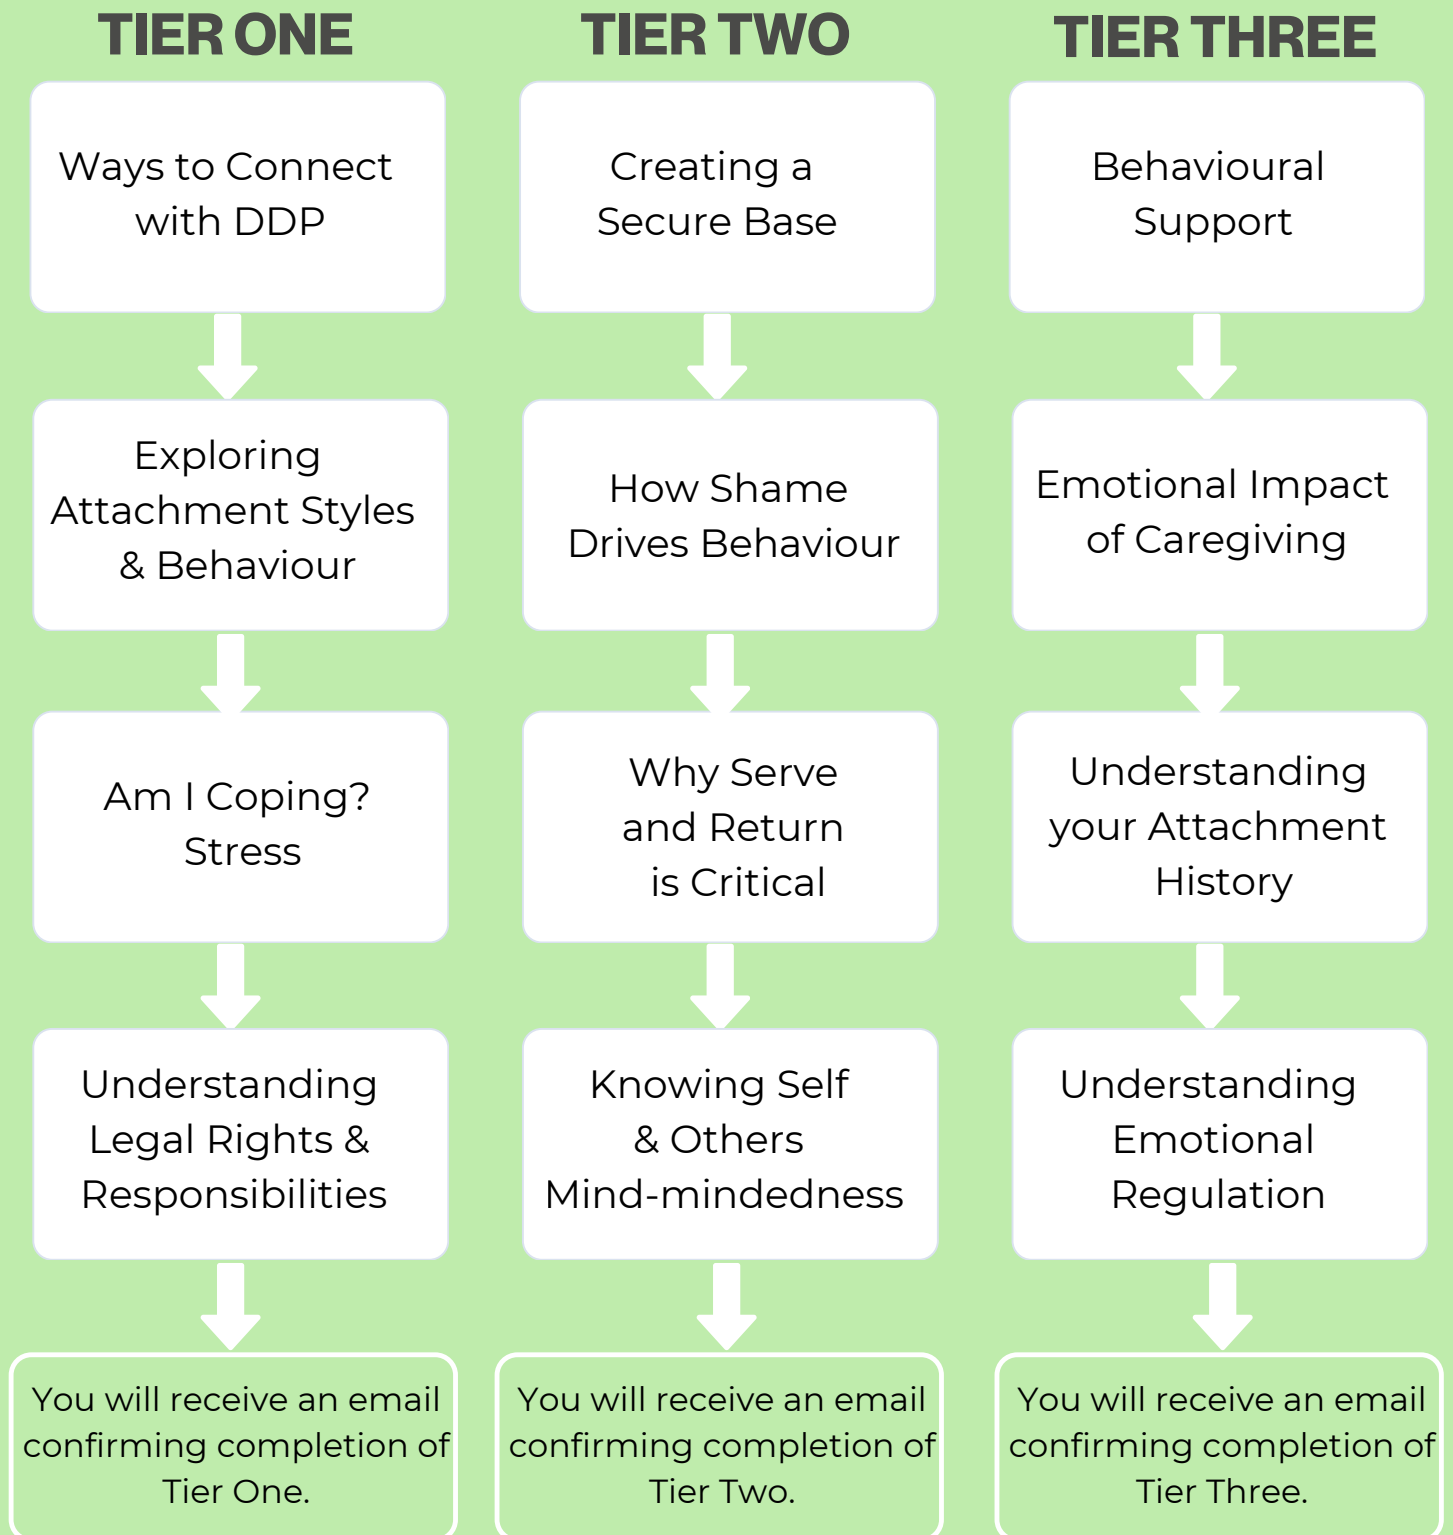 TIER ONE
Ways to Connect
with DDP
Exploring
Attachment Styles
& Behaviour
Am I Coping?
Stress
Understanding
Legal Rights &
Responsibilities
You will receive an email
confirming completion of
Tier One.
TIER TWO
Creating a
Secure Base
How Shame
Drives Behaviour
Why Serve
and Return
is Critical
Knowing Self
& Others
Mind-mindedness
You will receive an email
confirming completion of
Tier Two.
TIER THREE
Behavioural
Support
Emotional Impact
of Caregiving
Understanding
your Attachment
History
Understanding
Emotional
Regulation
You will receive an email
confirming completion of
Tier Three.